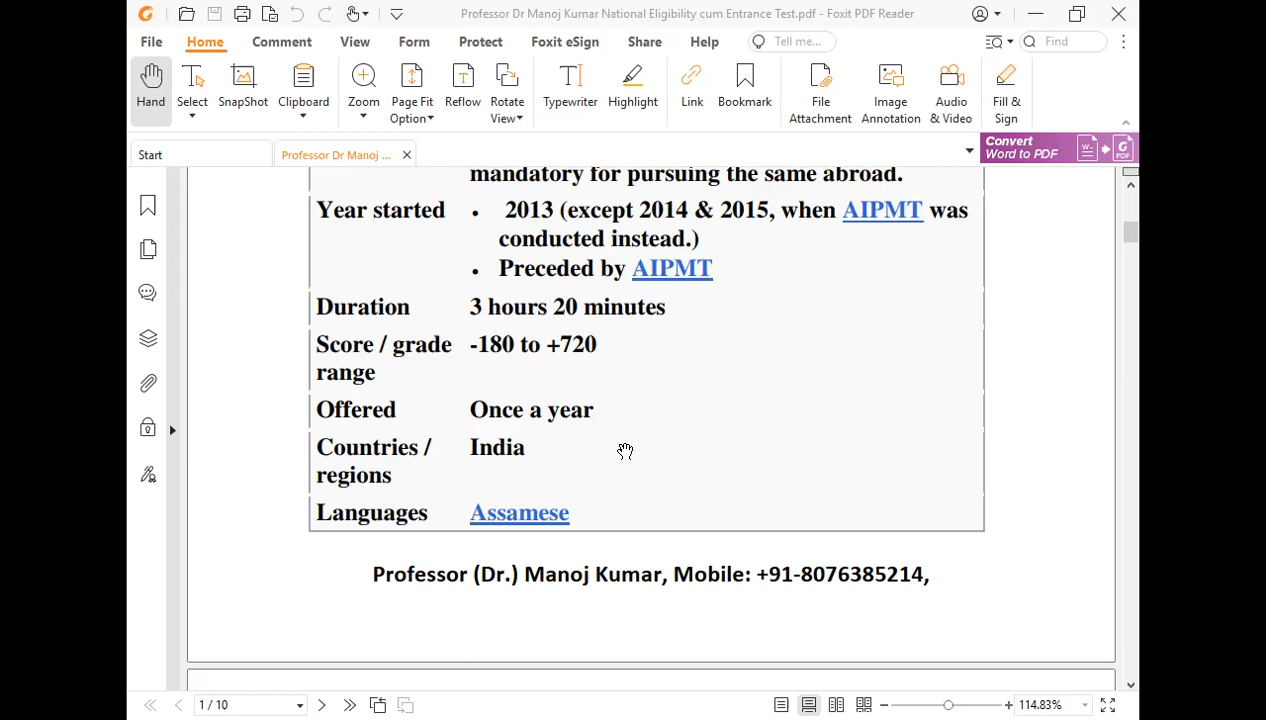 Professor Dr Manoj Kumar National Eligibility cum Entrance Test.pdf - Foxit PDF Reader
File Home Comment View Form Protect Foxit eSign Share Help Tell me... Find
Hand Select SnapShot Clipboard Zoom Page Fit Option Reflow Rotate View Typewriter Highlight Link Bookmark File Attachment Image Annotation Audio & Video Fill & Sign
Start Professor Dr Manoj ... Convert Word to PDF
mandatory for pursuing the same abroad.
Year started • 2013 (except 2014 & 2015, when AIPMT was
conducted instead.)
• Preceded by AIPMT
Duration 3 hours 20 minutes
Score / grade -180 to +720
range
Offered Once a year
Countries / India
regions
Languages Assamese
Professor (Dr.) Manoj Kumar, Mobile: +91-8076385214,
1 / 10 114.83%